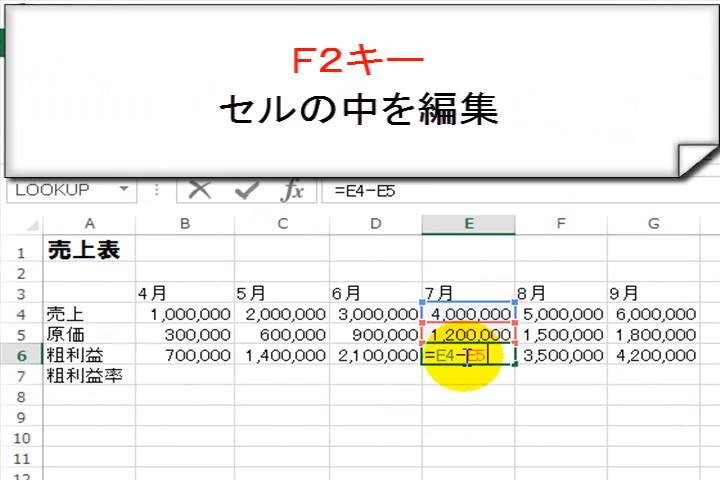 F2キー
セルの中を編集
LOOKUP =E4-E5
A B C D E F G
1 売上表
2
3 4月 5月 6月 7月 8月 9月
4 売上 1,000,000 2,000,000 3,000,000 4,000,000 5,000,000 6,000,000
5 原価 300,000 600,000 900,000 1,200,000 1,500,000 1,800,000
6 粗利益 700,000 1,400,000 2,100,000 =E4-E5 3,500,000 4,200,000
7 粗利益率
8
9
10
11
12